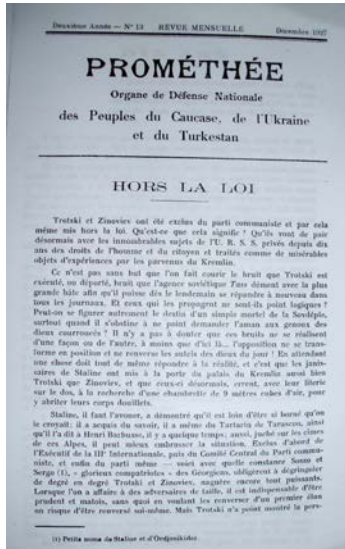 Deuxième Année — N° 13 REVUE MENSUELLE Décembre 1927
PROMÉTHÉE
Organe de Défense Nationale
des Peuples du Caucase, de l'Ukraine
et du Turkestan
HORS LA LOI
Trotski et Zinoviev ont été exclus du parti communiste et par cela
même mis hors la loi. Qu'est-ce que cela signifie ? Qu'ils vont de pair
désormais avec les innombrables sujets de l'U. R. S. S. privés depuis dix
ans des droits de l'homme et du citoyen et traités comme de misérables
objets d'expériences par les parvenus du Kremlin.
Ce n'est pas sans but que l'on fait courir le bruit que Trotski est
exécuté, ou déporté, bruit que l'agence soviétique Tass dément avec la plus
grande hâte afin qu'il puisse dès le lendemain se répandre à nouveau dans
tous les journaux. Et ceux qui les propagent ne sont-ils point logiques ?
Peut-on se figurer autrement le destin d'un simple mortel de la Sovdépie,
surtout quand il s'obstine à ne point demander l'aman aux genoux des
dieux courroucés ? Il n'y a pas à douter que ces bruits ne se réalisent
d'une façon ou de l'autre, à moins que d'ici là... l'opposition ne se trans-
forme en position et ne renverse les autels des dieux du jour ! En attendant
une chose doit tout de même répondre à la réalité, et c'est que les janis-
saires de Staline ont mis à la porte du palais du Kremlin aussi bien
Trotski que Zinoviev, et que ceux-ci désormais, errent, avec leur literie
sur le dos, à la recherche d'une chambrette de 9 mètres cubes d'air, pour
y abriter leurs corps douillets.
Staline, il faut l'avouer, a démontré qu'il est loin d'être si borné qu'on
le croyait; il a acquis du savoir, il a même du Tartarin de Tarascon, ainsi
qu'il l'a dit à Henri Barbusse, il y a quelque temps; aussi, juché sur les cimes
de ces Alpes, il peut mieux embrasser la situation. Exclus d'abord de
l'Exécutif de la III° Internationale, puis du Comité Central du Parti commu-
niste, et enfin du parti même — voici avec quelle constance Sosso et
Sergo (1), « glorieux compatriotes » des Géorgiens, obligèrent à dégringoler
de degré en degré Trotski et Zinoviev, naguère encore tout puissants.
Lorsque l'on a affaire à des adversaires de taille, il est indispensable d'être
prudent et matois, sans quoi en voulant les renverser d'un premier élan
on risque d'être renversé soi-même. Mais Trotski n'a point montré la pers-
(1) Petits noms de Staline et d'Ordjonikidze.